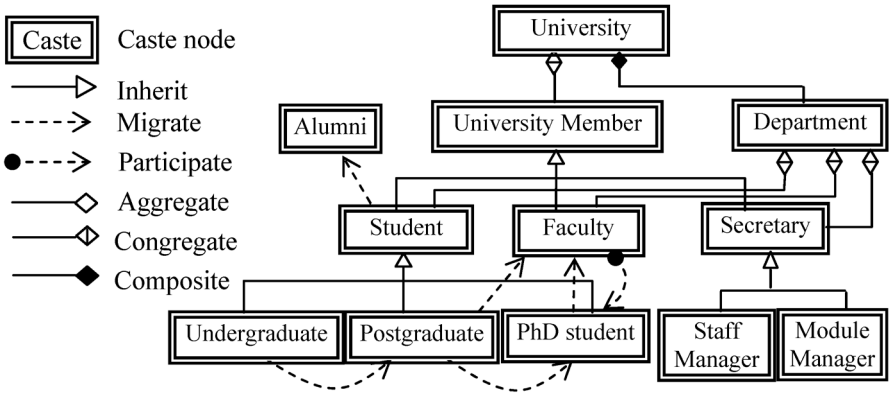 Caste
Caste node
Inherit
Migrate
Participate
Aggregate
Congregate
Composite
University
Alumni
University Member
Department
Student
Faculty
Secretary
Undergraduate
Postgraduate
PhD student
Staff
Manager
Module
Manager